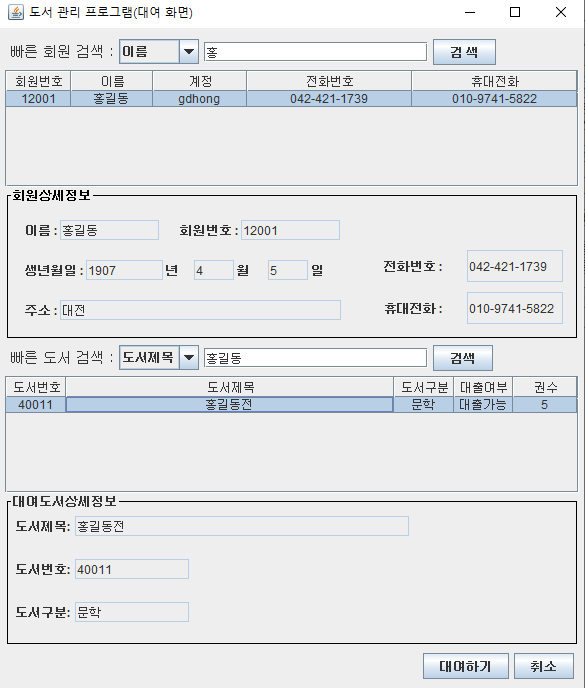 도서 관리 프로그램(대여 화면)
빠른 회원 검색 : 이름 홍 검색
회원번호 이름 계정 전화번호 휴대전화
12001 홍길동 gdhong 042-421-1739 010-9741-5822
회원상세정보
이름 : 홍길동 회원번호 : 12001
생년월일 : 1907 년 4 월 5 일 전화번호 : 042-421-1739
주소 : 대전 휴대전화 : 010-9741-5822
빠른 도서 검색 : 도서제목 홍길동 검색
도서번호 도서제목 도서구분 대출여부 권수
40011 홍길동전 문학 대출가능 5
대여도서상세정보
도서제목: 홍길동전
도서번호: 40011
도서구분: 문학
대여하기 취소